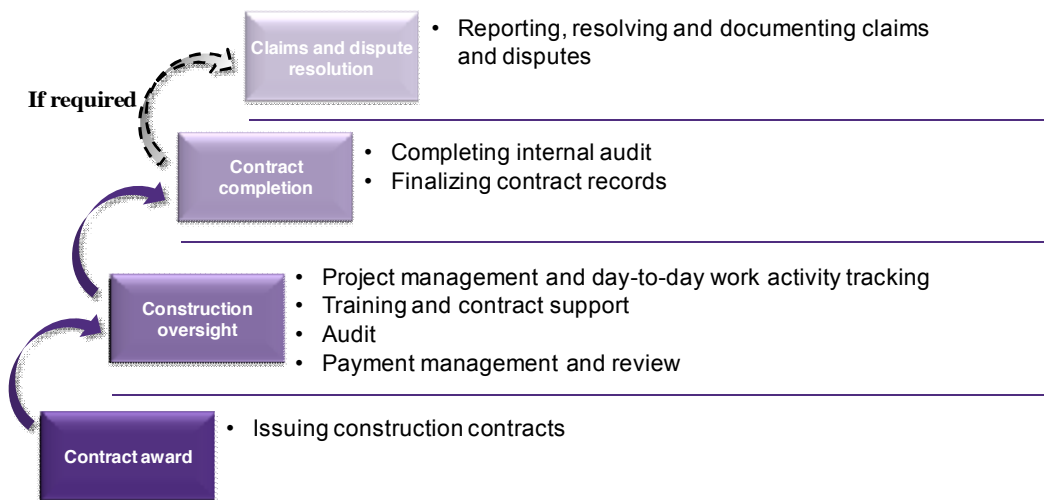 Claims and dispute
resolution
• Reporting, resolving and documenting claims
and disputes
If required
Contract
completion
• Completing internal audit
• Finalizing contract records
Construction
oversight
• Project management and day-to-day work activity tracking
• Training and contract support
• Audit
• Payment management and review
Contract award
• Issuing construction contracts